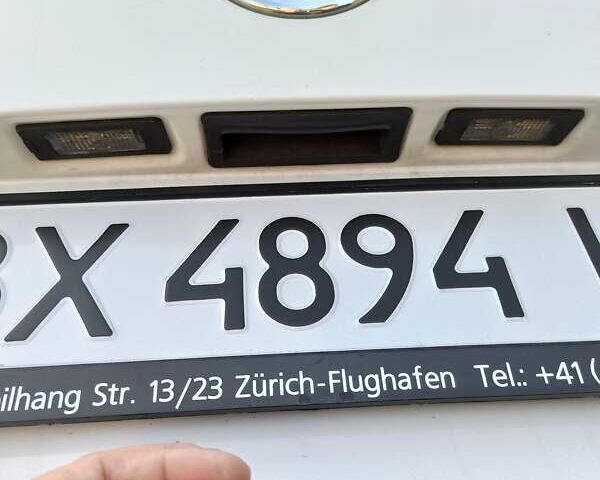 BX 4894
ilhang Str. 13/23 Zürich-Flughafen Tel.: +41(